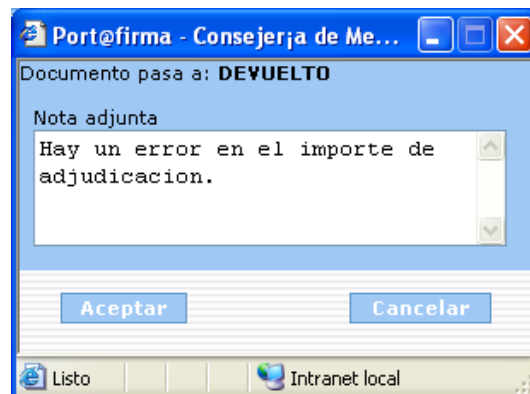 Port@firma - Consejer¡a de Me...
Documento pasa a: DEVUELTO
Nota adjunta
Hay un error en el importe de
adjudicacion.
Aceptar Cancelar
Listo Intranet local